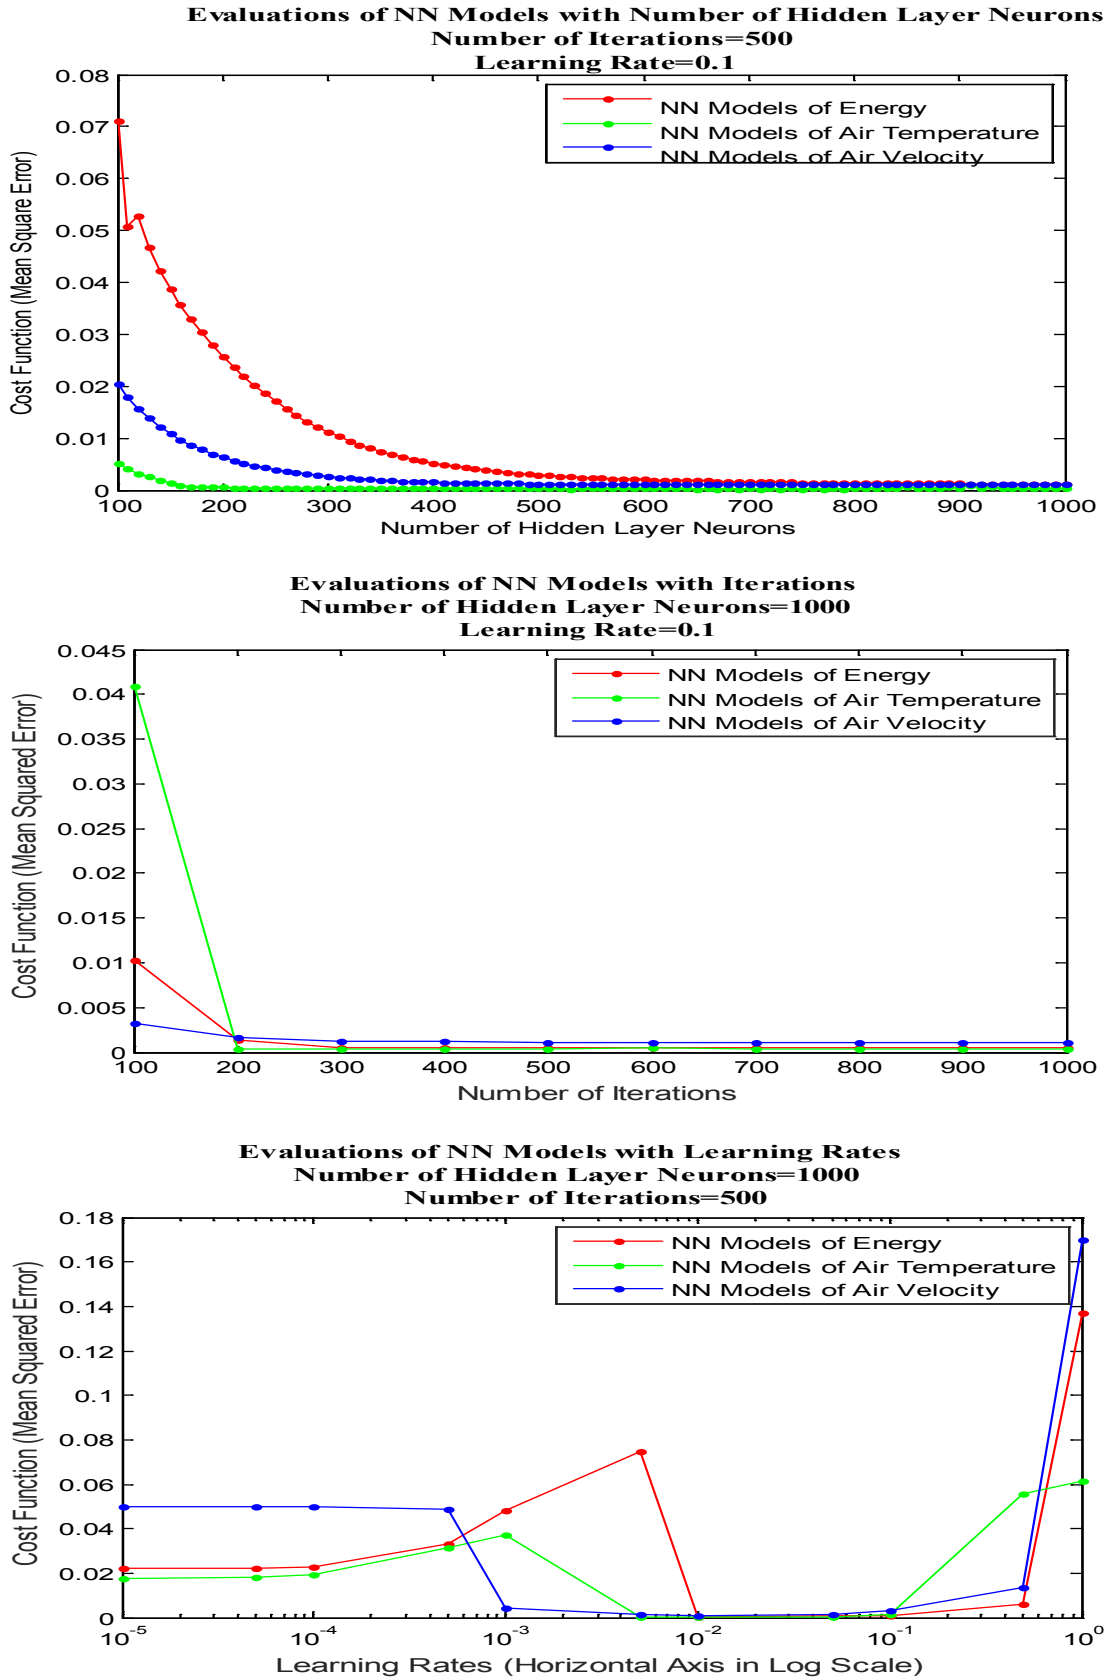 Evaluations of NN Models with Number of Hidden Layer Neurons
Number of Iterations=500
Learning Rate=0.1
0.08
0.07
0.06
0.05
0.04
0.03
0.02
0.01
0
Cost Function (Mean Square Error)
NN Models of Energy
NN Models of Air Temperature
NN Models of Air Velocity
100 200 300 400 500 600 700 800 900 1000
Number of Hidden Layer Neurons
Evaluations of NN Models with Iterations
Number of Hidden Layer Neurons=1000
Learning Rate=0.1
0.045
0.04
0.035
0.03
0.025
0.02
0.015
0.01
0.005
0
Cost Function (Mean Squared Error)
NN Models of Energy
NN Models of Air Temperature
NN Models of Air Velocity
100 200 300 400 500 600 700 800 900 1000
Number of Iterations
Evaluations of NN Models with Learning Rates
Number of Hidden Layer Neurons=1000
Number of Iterations=500
0.18
0.16
0.14
0.12
0.1
0.08
0.06
0.04
0.02
0
Cost Function (Mean Squared Error)
NN Models of Energy
NN Models of Air Temperature
NN Models of Air Velocity
10⁻⁵ 10⁻⁴ 10⁻³ 10⁻² 10⁻¹ 10⁰
Learning Rates (Horizontal Axis in Log Scale)